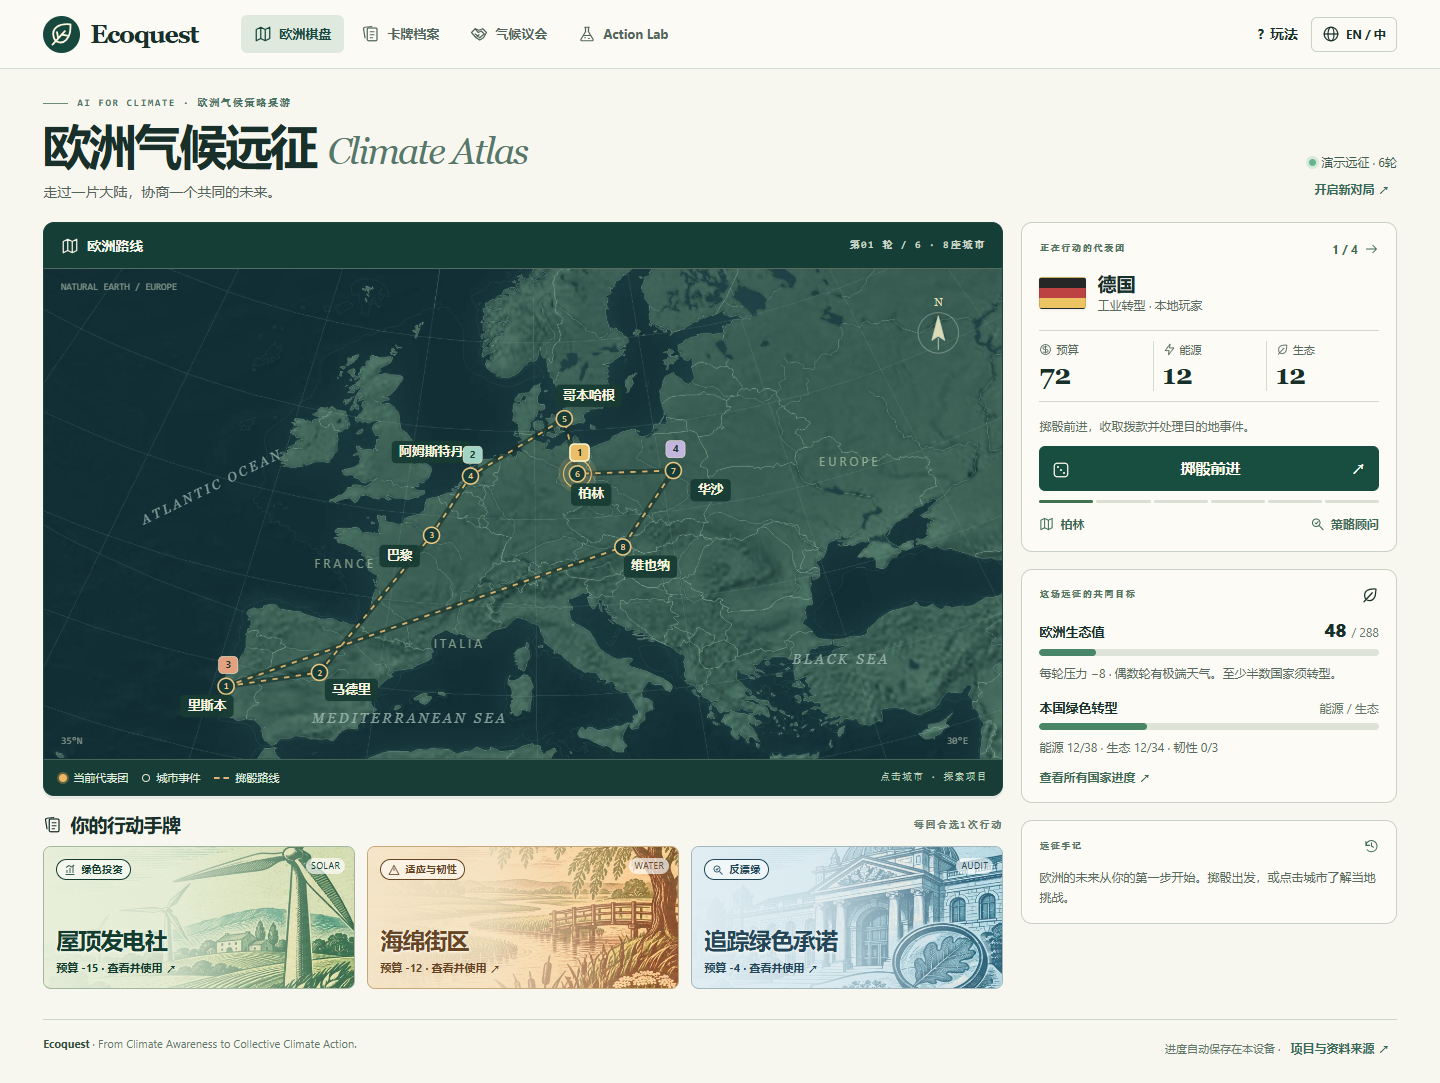 Ecoquest
欧洲棋盘
卡牌档案
气候议会
Action Lab
? 玩法
EN / 中
AI FOR CLIMATE · 欧洲气候策略桌游
欧洲气候远征 Climate Atlas
走过一片大陆，协商一个共同的未来。
演示远征 · 6轮
开启新对局 ↗
欧洲路线
第01 轮 / 6 · 8座城市
NATURAL EARTH / EUROPE
N
哥本哈根
5
阿姆斯特丹
2
4
1
6
柏林
4
7
华沙
EUROPE
ATLANTIC OCEAN
3
巴黎
FRANCE
8
维也纳
ITALIA
BLACK SEA
3
1
里斯本
2
马德里
MEDITERRANEAN SEA
35°N
30°E
当前代表团
城市事件
掷骰路线
点击城市 · 探索项目
正在行动的代表团
1 / 4 →
德国
工业转型 · 本地玩家
预算
72
能源
12
生态
12
掷骰前进，收取拨款并处理目的地事件。
掷骰前进 ↗
柏林
策略顾问
这场远征的共同目标
欧洲生态值
48 / 288
每轮压力 −8 · 偶数轮有极端天气。至少半数国家须转型。
本国绿色转型
能源 / 生态
能源 12/38 · 生态 12/34 · 韧性 0/3
查看所有国家进度 ↗
远征手记
欧洲的未来从你的第一步开始。掷骰出发，或点击城市了解当地
挑战。
你的行动手牌
每回合选1次行动
绿色投资
SOLAR
屋顶发电社
预算 -15 · 查看并使用 ↗
适应与韧性
WATER
海绵街区
预算 -12 · 查看并使用 ↗
反漂绿
AUDIT
追踪绿色承诺
预算 -4 · 查看并使用 ↗
Ecoquest · From Climate Awareness to Collective Climate Action.
进度自动保存在本设备 ·
项目与资料来源 ↗